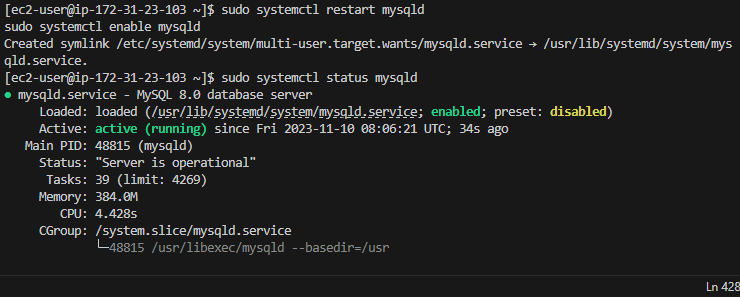 [ec2-user@ip-172-31-23-103 ~]$ sudo systemctl restart mysqld
sudo systemctl enable mysqld
Created symlink /etc/systemd/system/multi-user.target.wants/mysqld.service → /usr/lib/systemd/system/mys
qld.service.
[ec2-user@ip-172-31-23-103 ~]$ sudo systemctl status mysqld
● mysqld.service - MySQL 8.0 database server
Loaded: loaded (/usr/lib/systemd/system/mysqld.service; enabled; preset: disabled)
Active: active (running) since Fri 2023-11-10 08:06:21 UTC; 34s ago
Main PID: 48815 (mysqld)
Status: "Server is operational"
Tasks: 39 (limit: 4269)
Memory: 384.0M
CPU: 4.428s
CGroup: /system.slice/mysqld.service
└─48815 /usr/libexec/mysqld --basedir=/usr
Ln 428